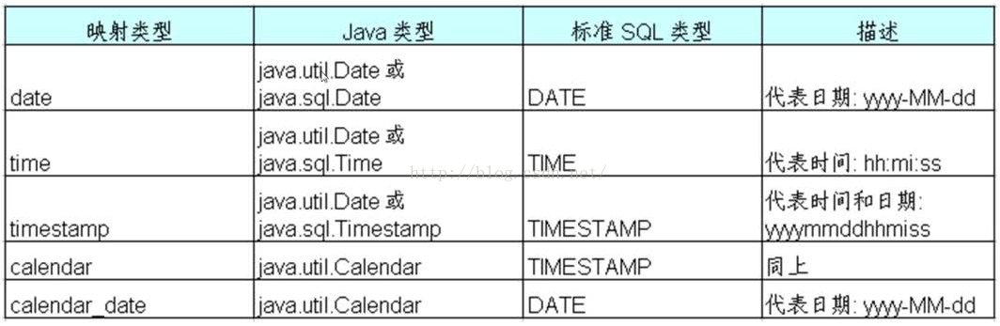 映射类型 Java 类型 标准 SQL 类型 描述
java.util.Date 或
date java.sql.Date DATE 代表日期: yyyy-MM-dd
java.util.Date 或
time java.sql.Time TIME 代表时间: hh:mi:ss
http://blog.csdn.net/
java.util.Date 或 代表时间和日期:
timestamp java.sql.Timestamp TIMESTAMP yyyymmddhhmiss
calendar java.util.Calendar TIMESTAMP 同上
calendar_date java.util.Calendar DATE 代表日期: yyyy-MM-dd